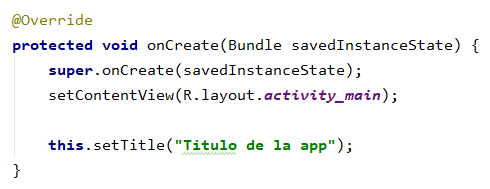 @Override
protected void onCreate(Bundle savedInstanceState) {
super.onCreate(savedInstanceState);
setContentView(R.layout.activity_main);
this.setTitle("Titulo de la app");
}